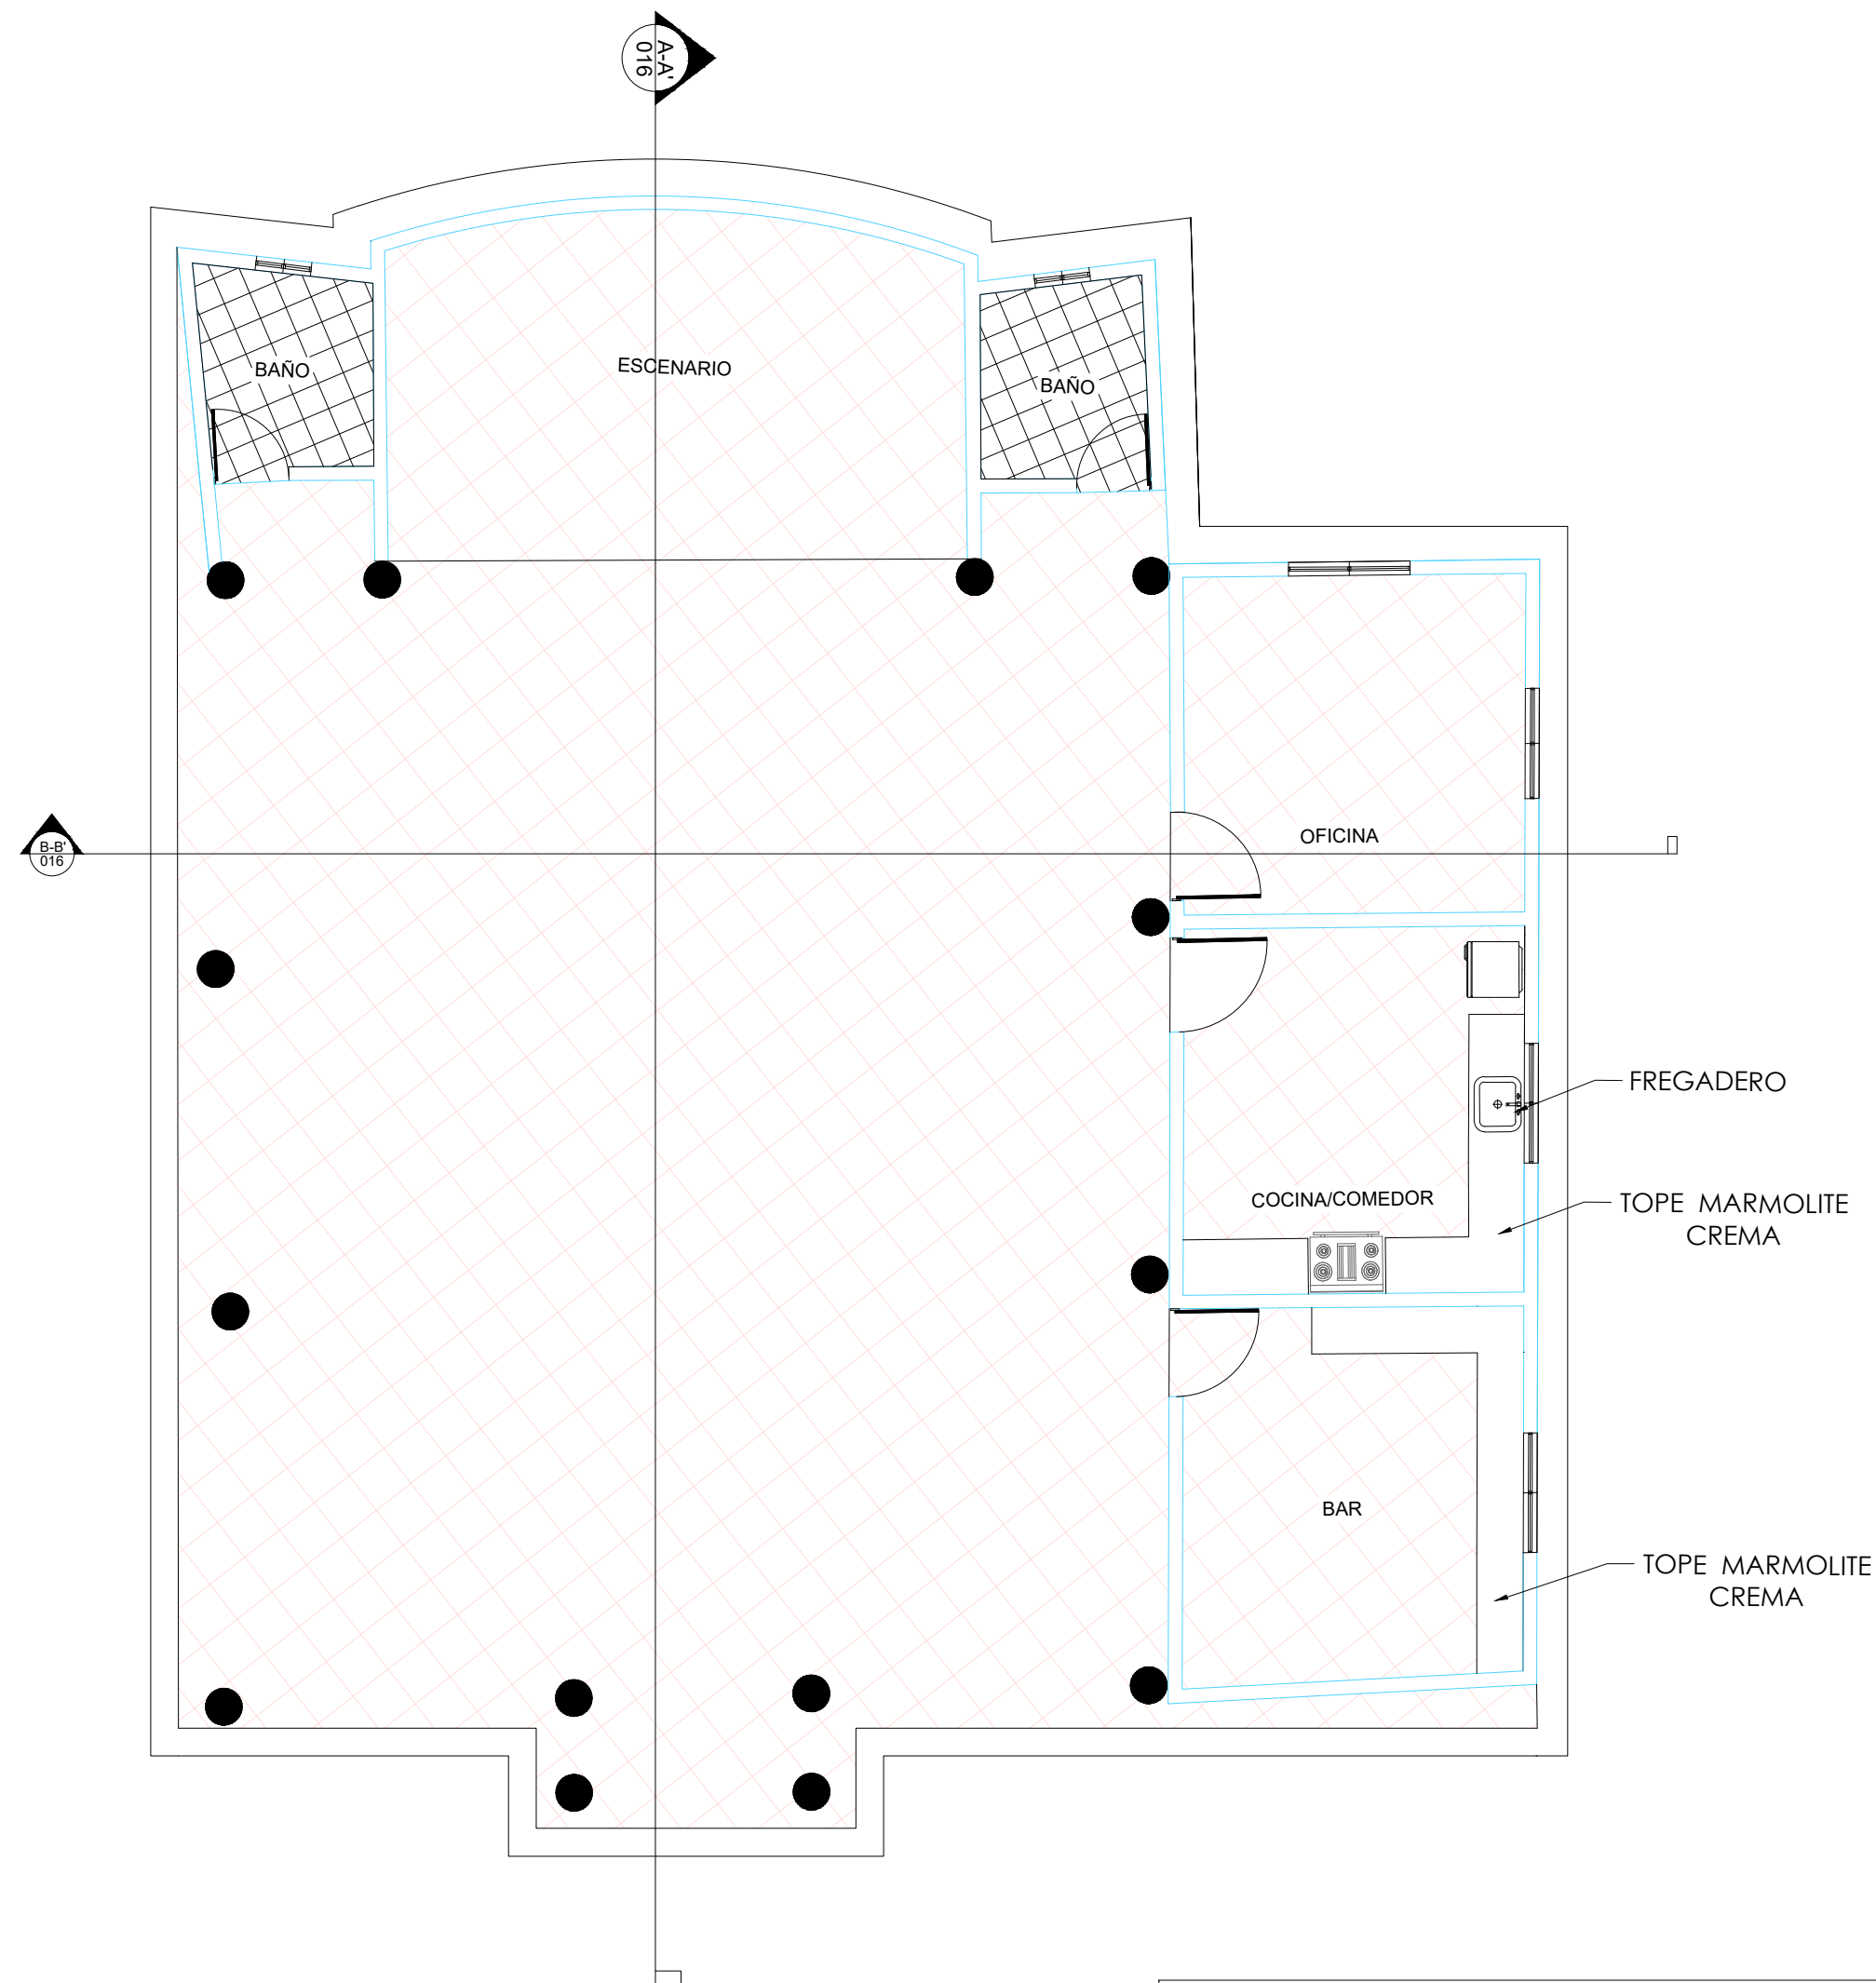 A-A'
016
BAÑO
ESCENARIO
BAÑO
OFICINA
B-B'
016
FREGADERO
COCINA/COMEDOR
TOPE MARMOLITE
CREMA
BAR
TOPE MARMOLITE
CREMA